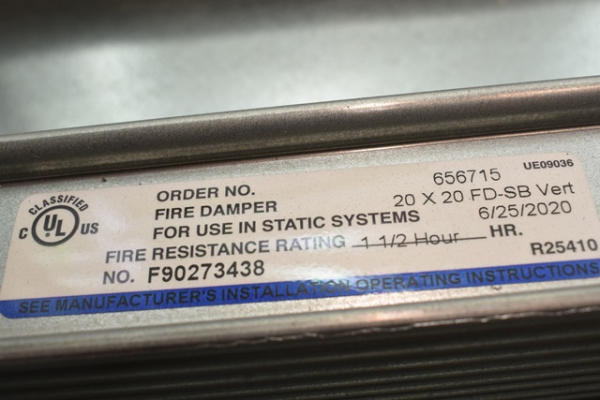 UE09036
ORDER NO. 656715
FIRE DAMPER 20 X 20 FD-SB Vert
FOR USE IN STATIC SYSTEMS 6/25/2020
FIRE RESISTANCE RATING 1 1/2 Hour HR.
NO. F90273438 R25410
CLASSIFIED
C UL US
SEE MANUFACTURER'S INSTALLATION OPERATING INSTRUCTIONS